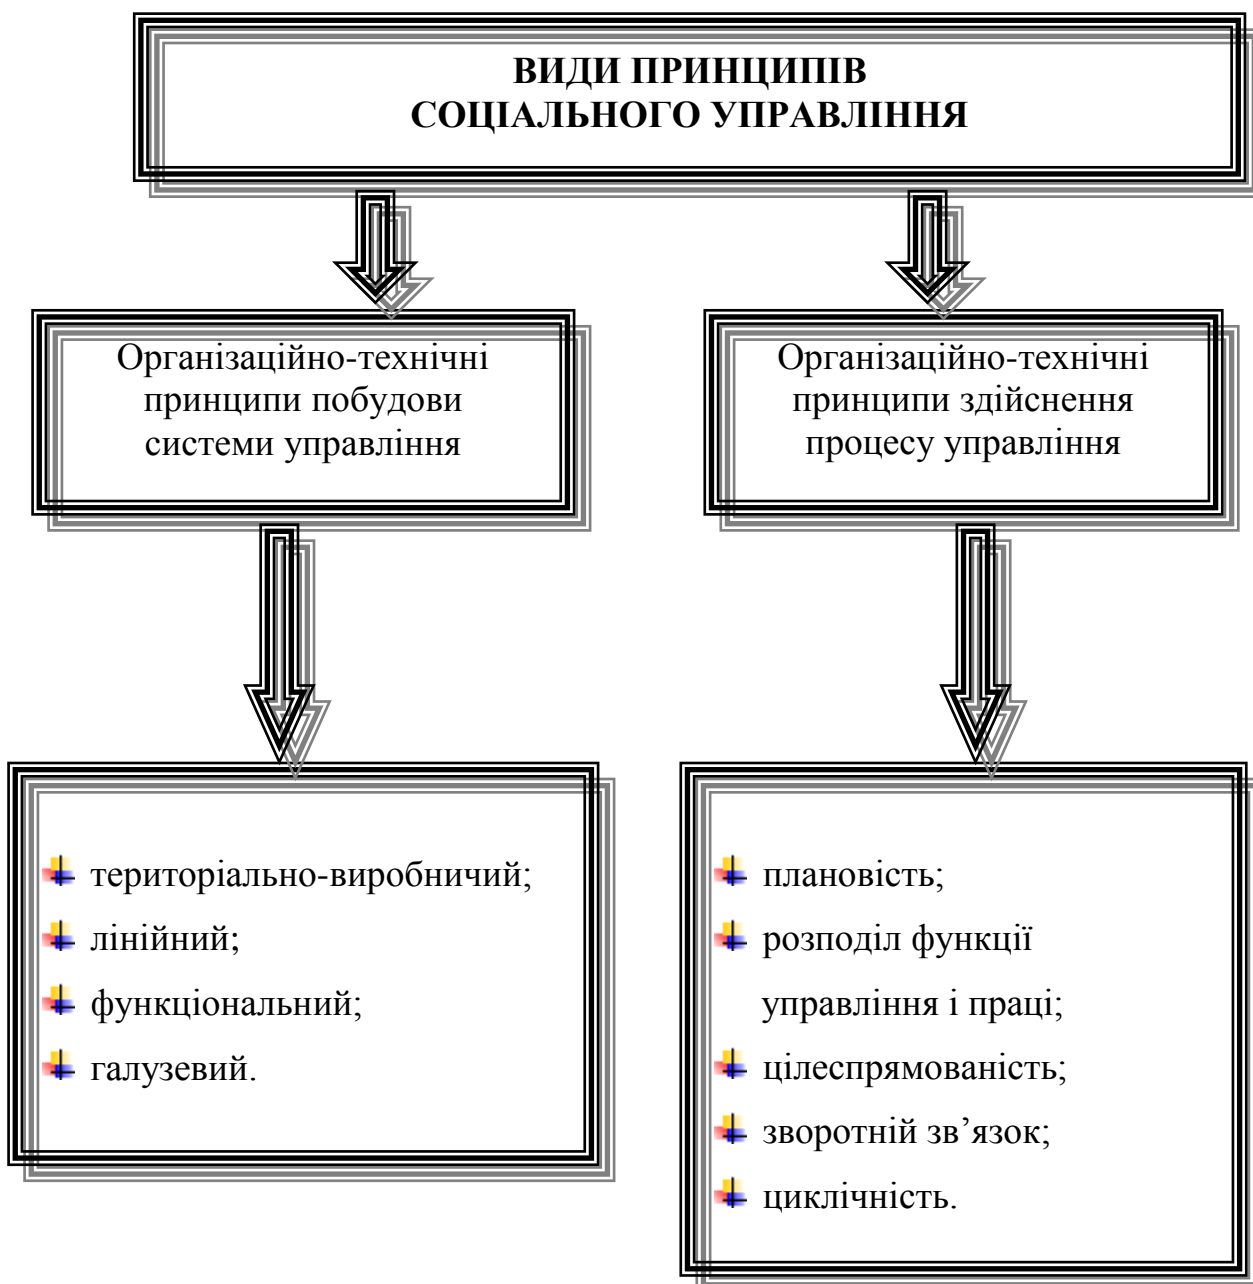 ВИДИ ПРИНЦИПІВ
СОЦІАЛЬНОГО УПРАВЛІННЯ
Організаційно-технічні
принципи побудови
системи управління
Організаційно-технічні
принципи здійснення
процесу управління
територіально-виробничий;
лінійний;
функціональний;
галузевий.
плановість;
розподіл функції
управління і праці;
цілеспрямованість;
зворотній зв’язок;
циклічність.